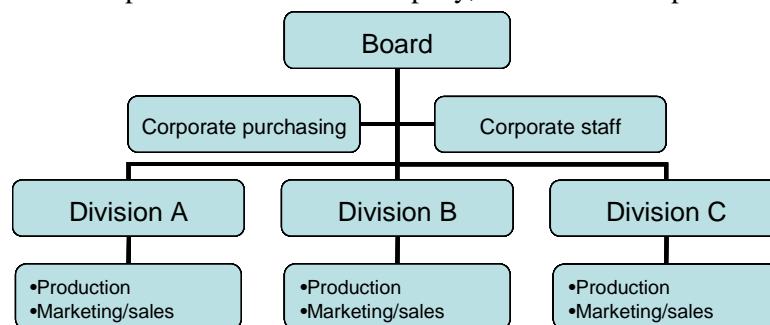 Board
Corporate purchasing
Corporate staff
Division A
Division B
Division C
•Production
•Marketing/sales
•Production
•Marketing/sales
•Production
•Marketing/sales